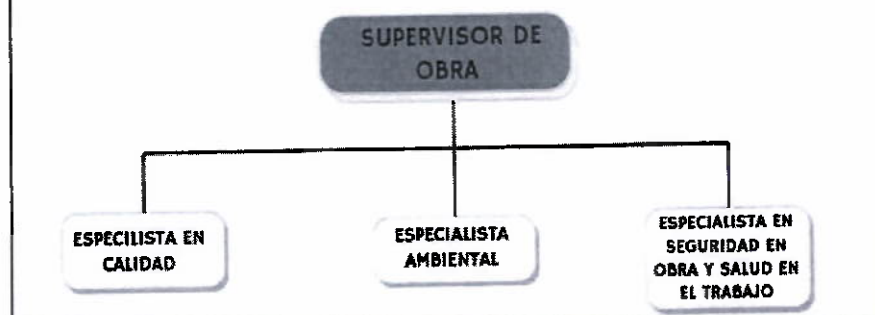 SUPERVISOR DE
OBRA
ESPECILISTA EN
CALIDAD
ESPECIALISTA
AMBIENTAL
ESPECIALISTA EN
SEGURIDAD EN
OBRA Y SALUD EN
EL TRABAJO